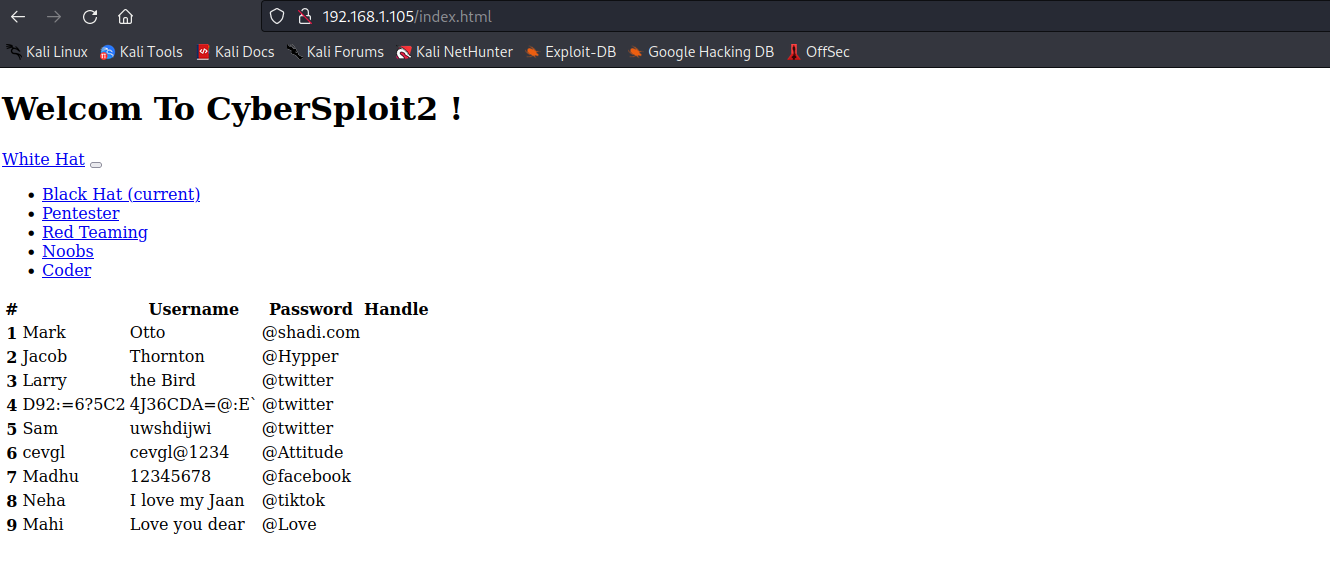 192.168.1.105/index.html
Kali Linux Kali Tools Kali Docs Kali Forums Kali NetHunter Exploit-DB Google Hacking DB OffSec
Welcom To CyberSploit2 !
White Hat
Black Hat (current)
Pentester
Red Teaming
Noobs
Coder
# Username Password Handle
1 Mark Otto @shadi.com
2 Jacob Thornton @Hypper
3 Larry the Bird @twitter
4 D92:=6?5C2 4J36CDA=@:E` @twitter
5 Sam uwshdijwi @twitter
6 cevgl cevgl@1234 @Attitude
7 Madhu 12345678 @facebook
8 Neha I love my Jaan @tiktok
9 Mahi Love you dear @Love